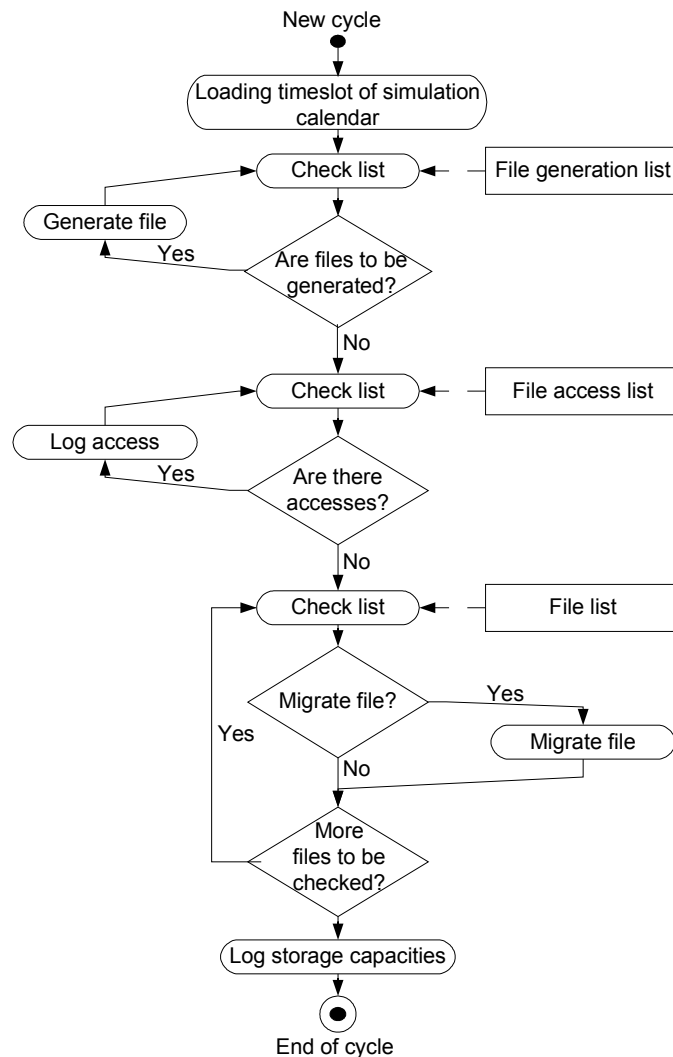 New cycle
Loading timeslot of simulation
calendar
Check list
File generation list
Generate file
Yes
Are files to be
generated?
No
Check list
File access list
Log access
Yes
Are there
accesses?
No
Check list
File list
Migrate file?
Yes
Yes
Migrate file
No
More
files to be
checked?
Log storage capacities
End of cycle